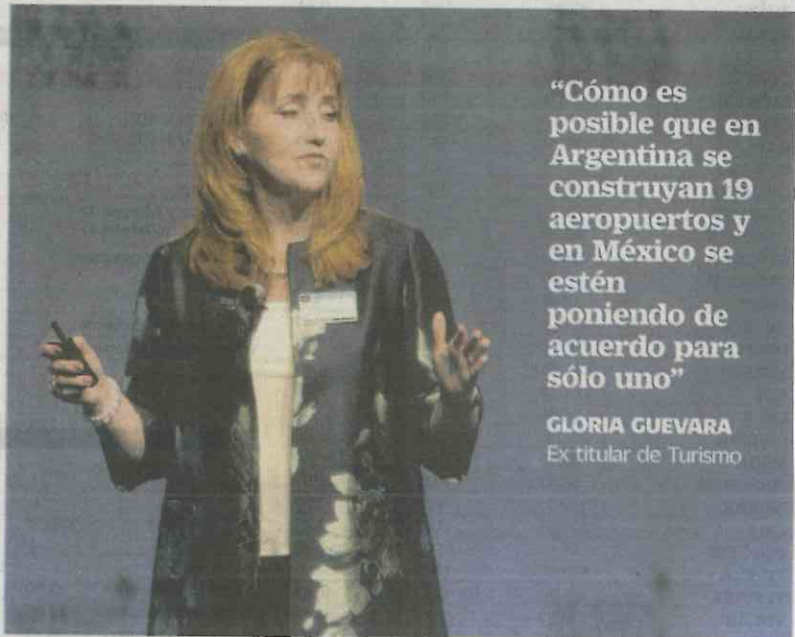 “Cómo es
posible que en
Argentina se
construyan 19
aeropuertos y
en México se
estén
poniendo de
acuerdo para
sólo uno”
GLORIA GUEVARA
Ex titular de Turismo